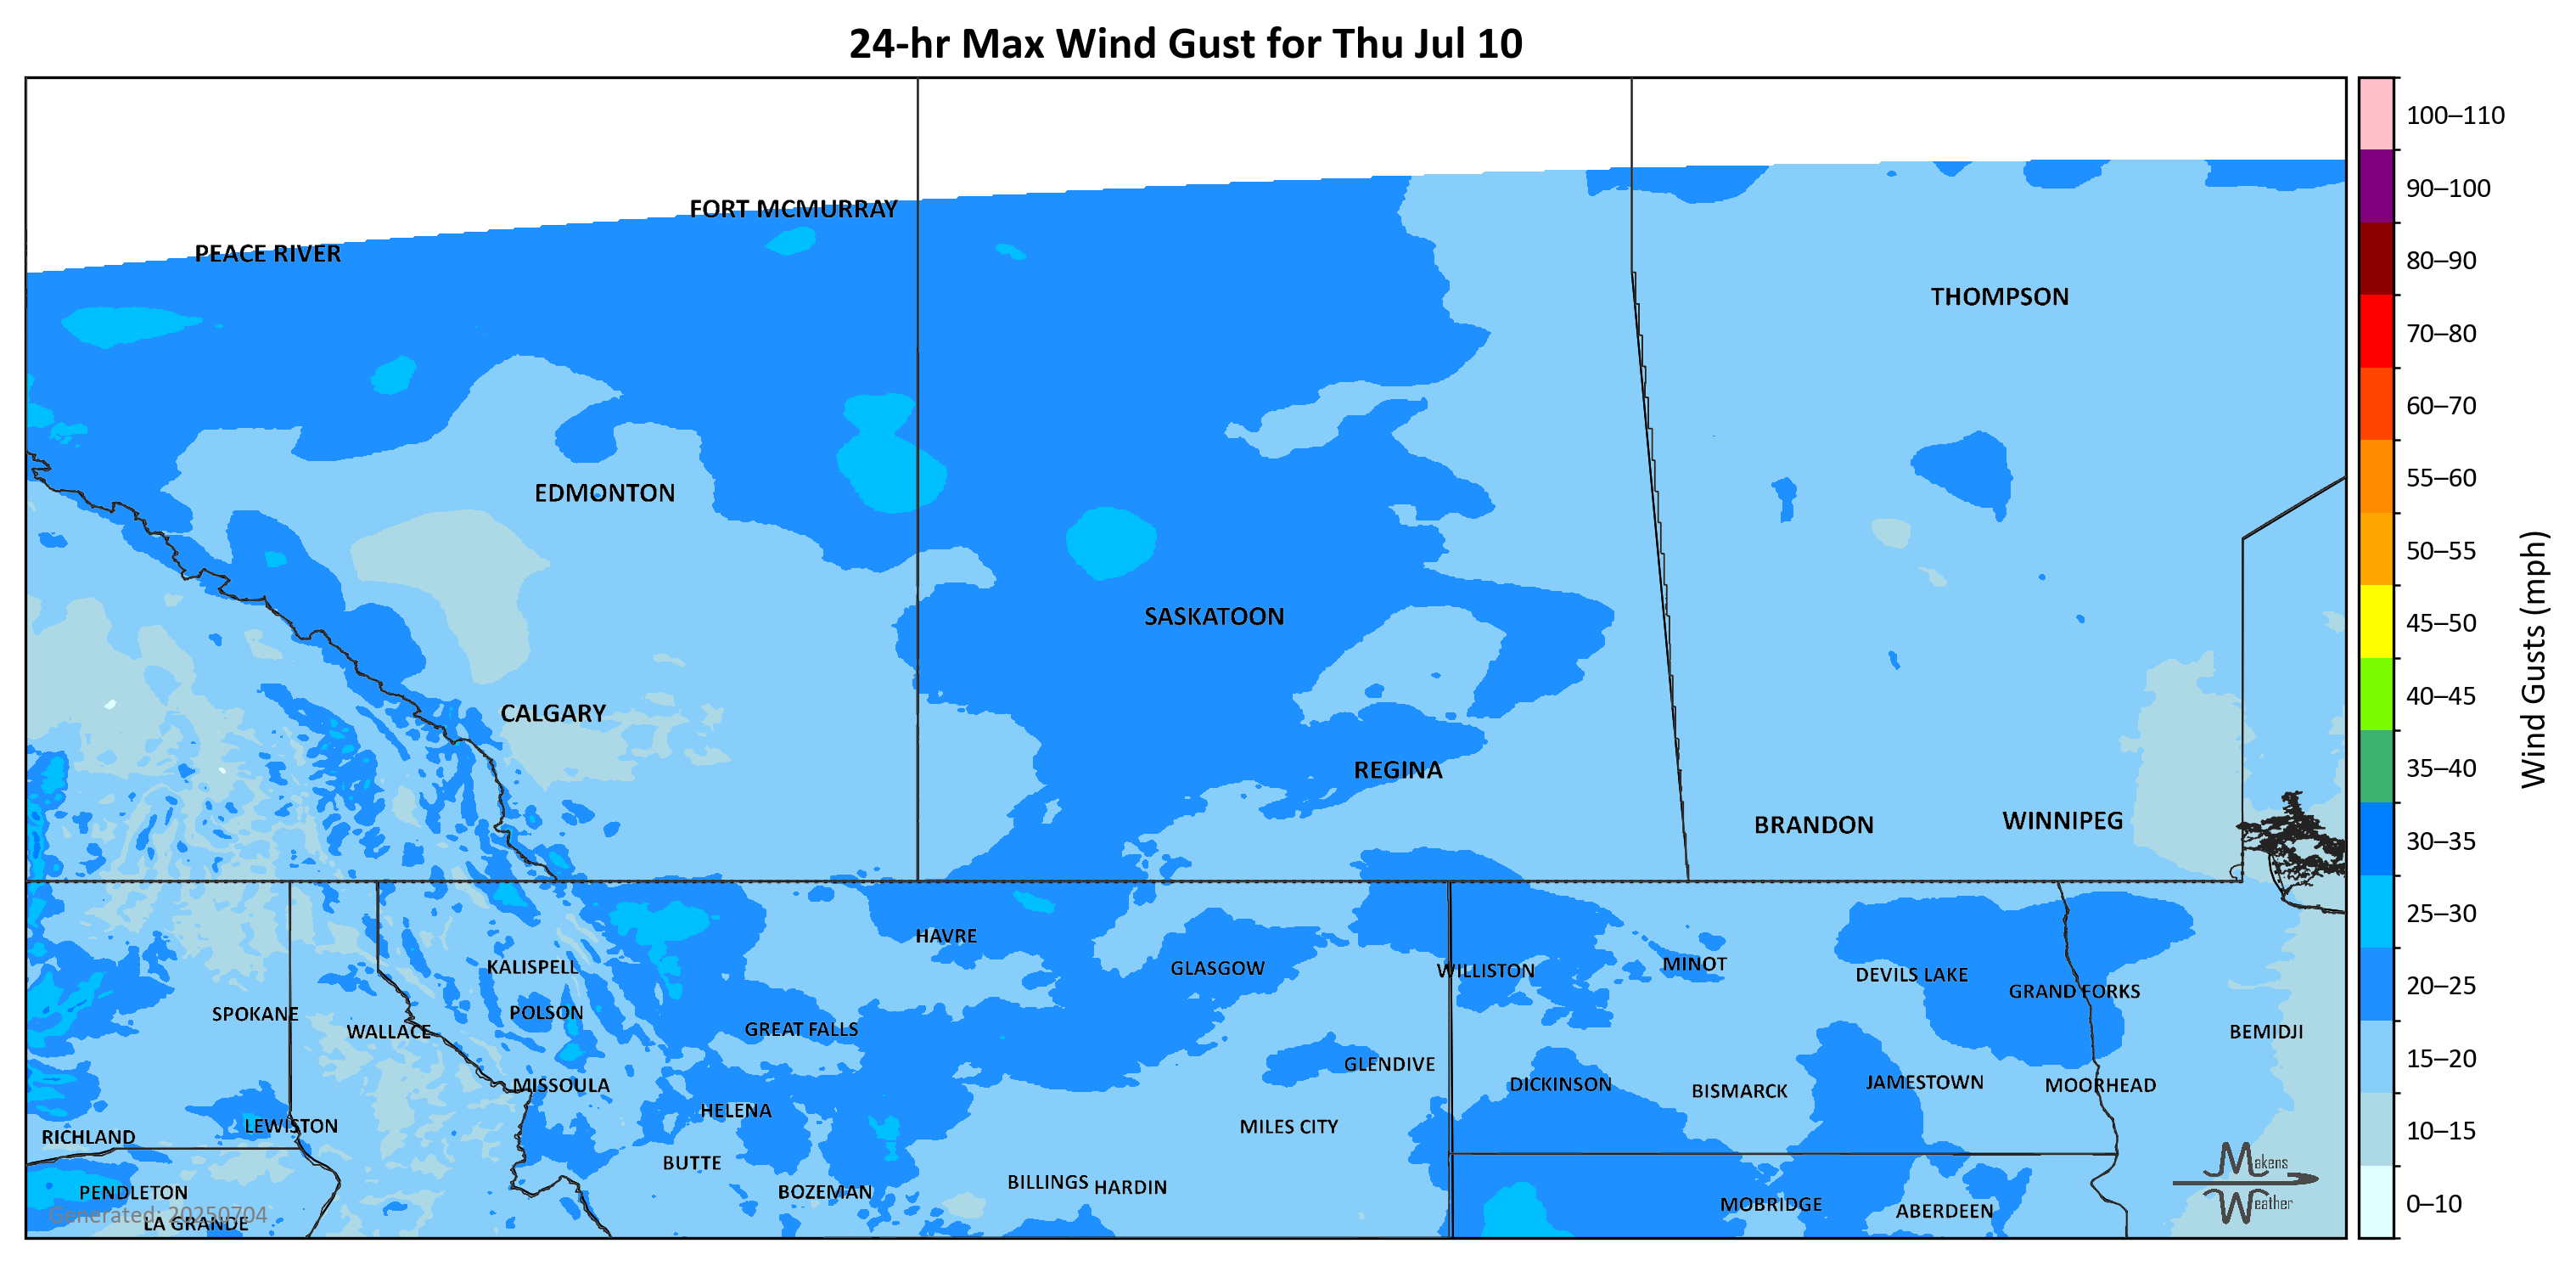 24-hr Max Wind Gust for Thu Jul 10
FORT MCMURRAY
PEACE RIVER
THOMPSON
EDMONTON
SASKATOON
CALGARY
REGINA
BRANDON
WINNIPEG
HAVRE
KALISPELL
GLASGOW
WILLISTON
MINOT
DEVILS LAKE
GRAND FORKS
SPOKANE
POLSON
WALLACE
GREAT FALLS
BEMIDJI
GLENDIVE
MISSOULA
DICKINSON
BISMARCK
JAMESTOWN
MOORHEAD
HELENA
LEWISTON
MILES CITY
RICHLAND
BUTTE
PENDLETON
BOZEMAN
BILLINGS
HARDIN
MOBRIDGE
ABERDEEN
Generated: 20250704
LA GRANDE
Makens
Weather
100–110
90–100
80–90
70–80
60–70
55–60
50–55
45–50
40–45
35–40
30–35
25–30
20–25
15–20
10–15
0–10
Wind Gusts (mph)